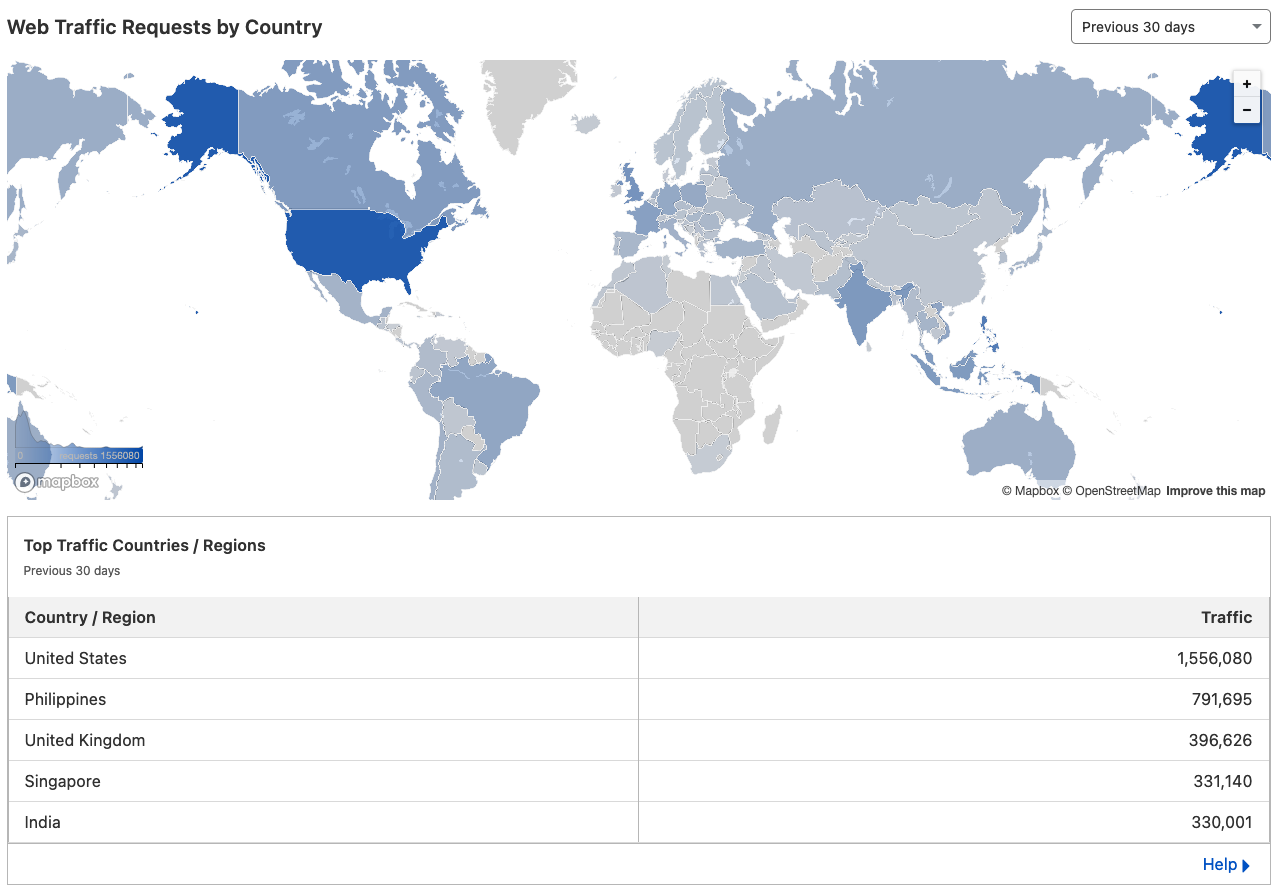 Web Traffic Requests by Country
Previous 30 days
+
−
0 requests 1556080
mapbox
© Mapbox © OpenStreetMap Improve this map
Top Traffic Countries / Regions
Previous 30 days
Country / Region Traffic
United States 1,556,080
Philippines 791,695
United Kingdom 396,626
Singapore 331,140
India 330,001
Help